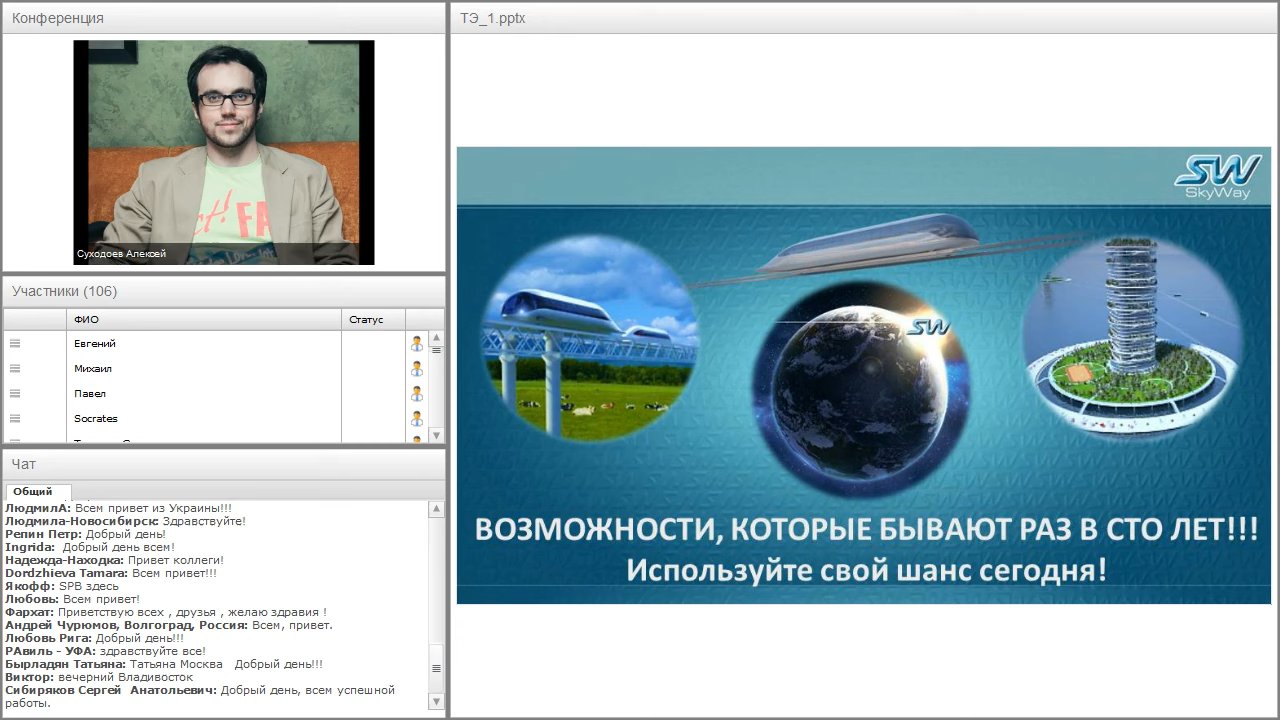 Конференция
Суходоев Алексей
Участники (106)
ФИО
Статус
Евгений
Михаил
Павел
Socrates
Чат
Общий
ЛюдмилА: Всем привет из Украины!!!
Людмила-Новосибирск: Здравствуйте!
Репин Петр: Добрый день!
Ingrida: Добрый день всем!
Надежда-Находка: Привет коллеги!
Dordzhieva Tamara: Всем привет!!!
Якофф: SPB здесь
Любовь: Всем привет!
Фархат: Приветствую всех , друзья , желаю здравия !
Андрей Чурюмов, Волгоград, Россия: Всем, привет.
Любовь Рига: Добрый день!!!
РАвиль - УФА: здравствуйте все!
Бырладян Татьяна: Татьяна Москва Добрый день!!!
Виктор: вечерний Владивосток
Сибиряков Сергей Анатольевич: Добрый день, всем успешной
работы.
ТЭ_1.pptx
SW
SkyWay
SW
ВОЗМОЖНОСТИ, КОТОРЫЕ БЫВАЮТ РАЗ В СТО ЛЕТ!!!
Используйте свой шанс сегодня!